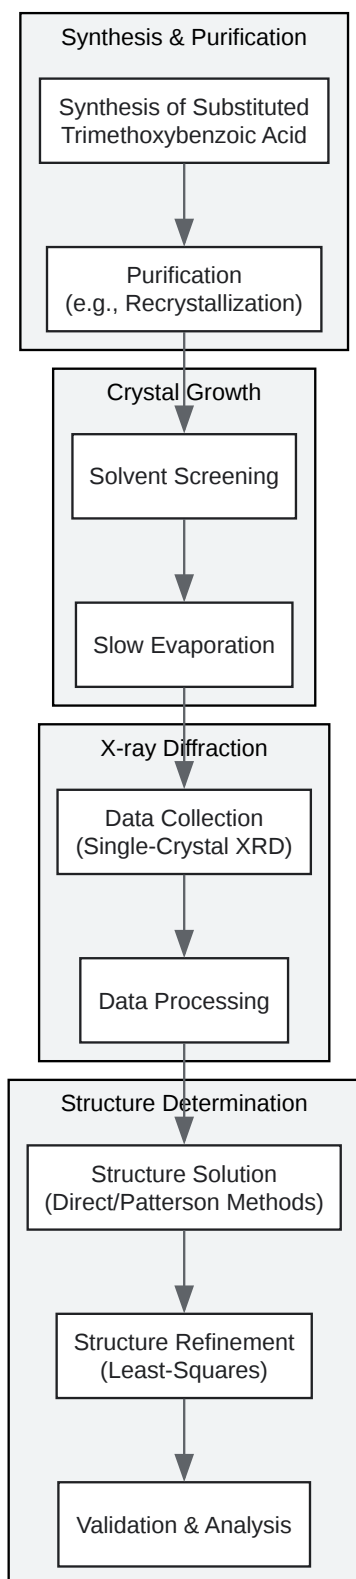 Synthesis & Purification
Synthesis of Substituted
Trimethoxybenzoic Acid
Purification
(e.g., Recrystallization)
Crystal Growth
Solvent Screening
Slow Evaporation
X-ray Diffraction
Data Collection
(Single-Crystal XRD)
Data Processing
Structure Determination
Structure Solution
(Direct/Patterson Methods)
Structure Refinement
(Least-Squares)
Validation & Analysis